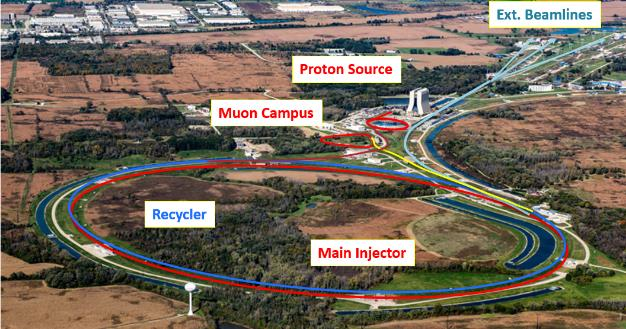 Ext. Beamlines
Proton Source
Muon Campus
Recycler
Main Injector